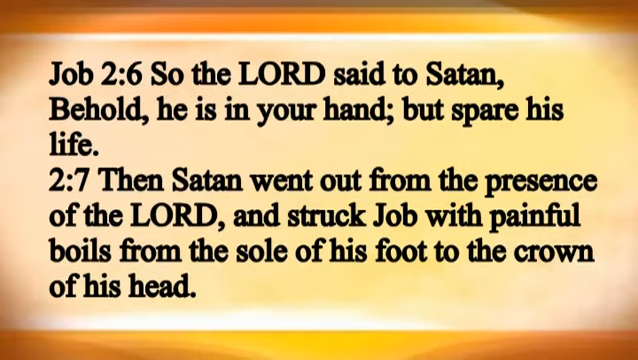 Job 2:6 So the LORD said to Satan,
Behold, he is in your hand; but spare his
life.
2:7 Then Satan went out from the presence
of the LORD, and struck Job with painful
boils from the sole of his foot to the crown
of his head.